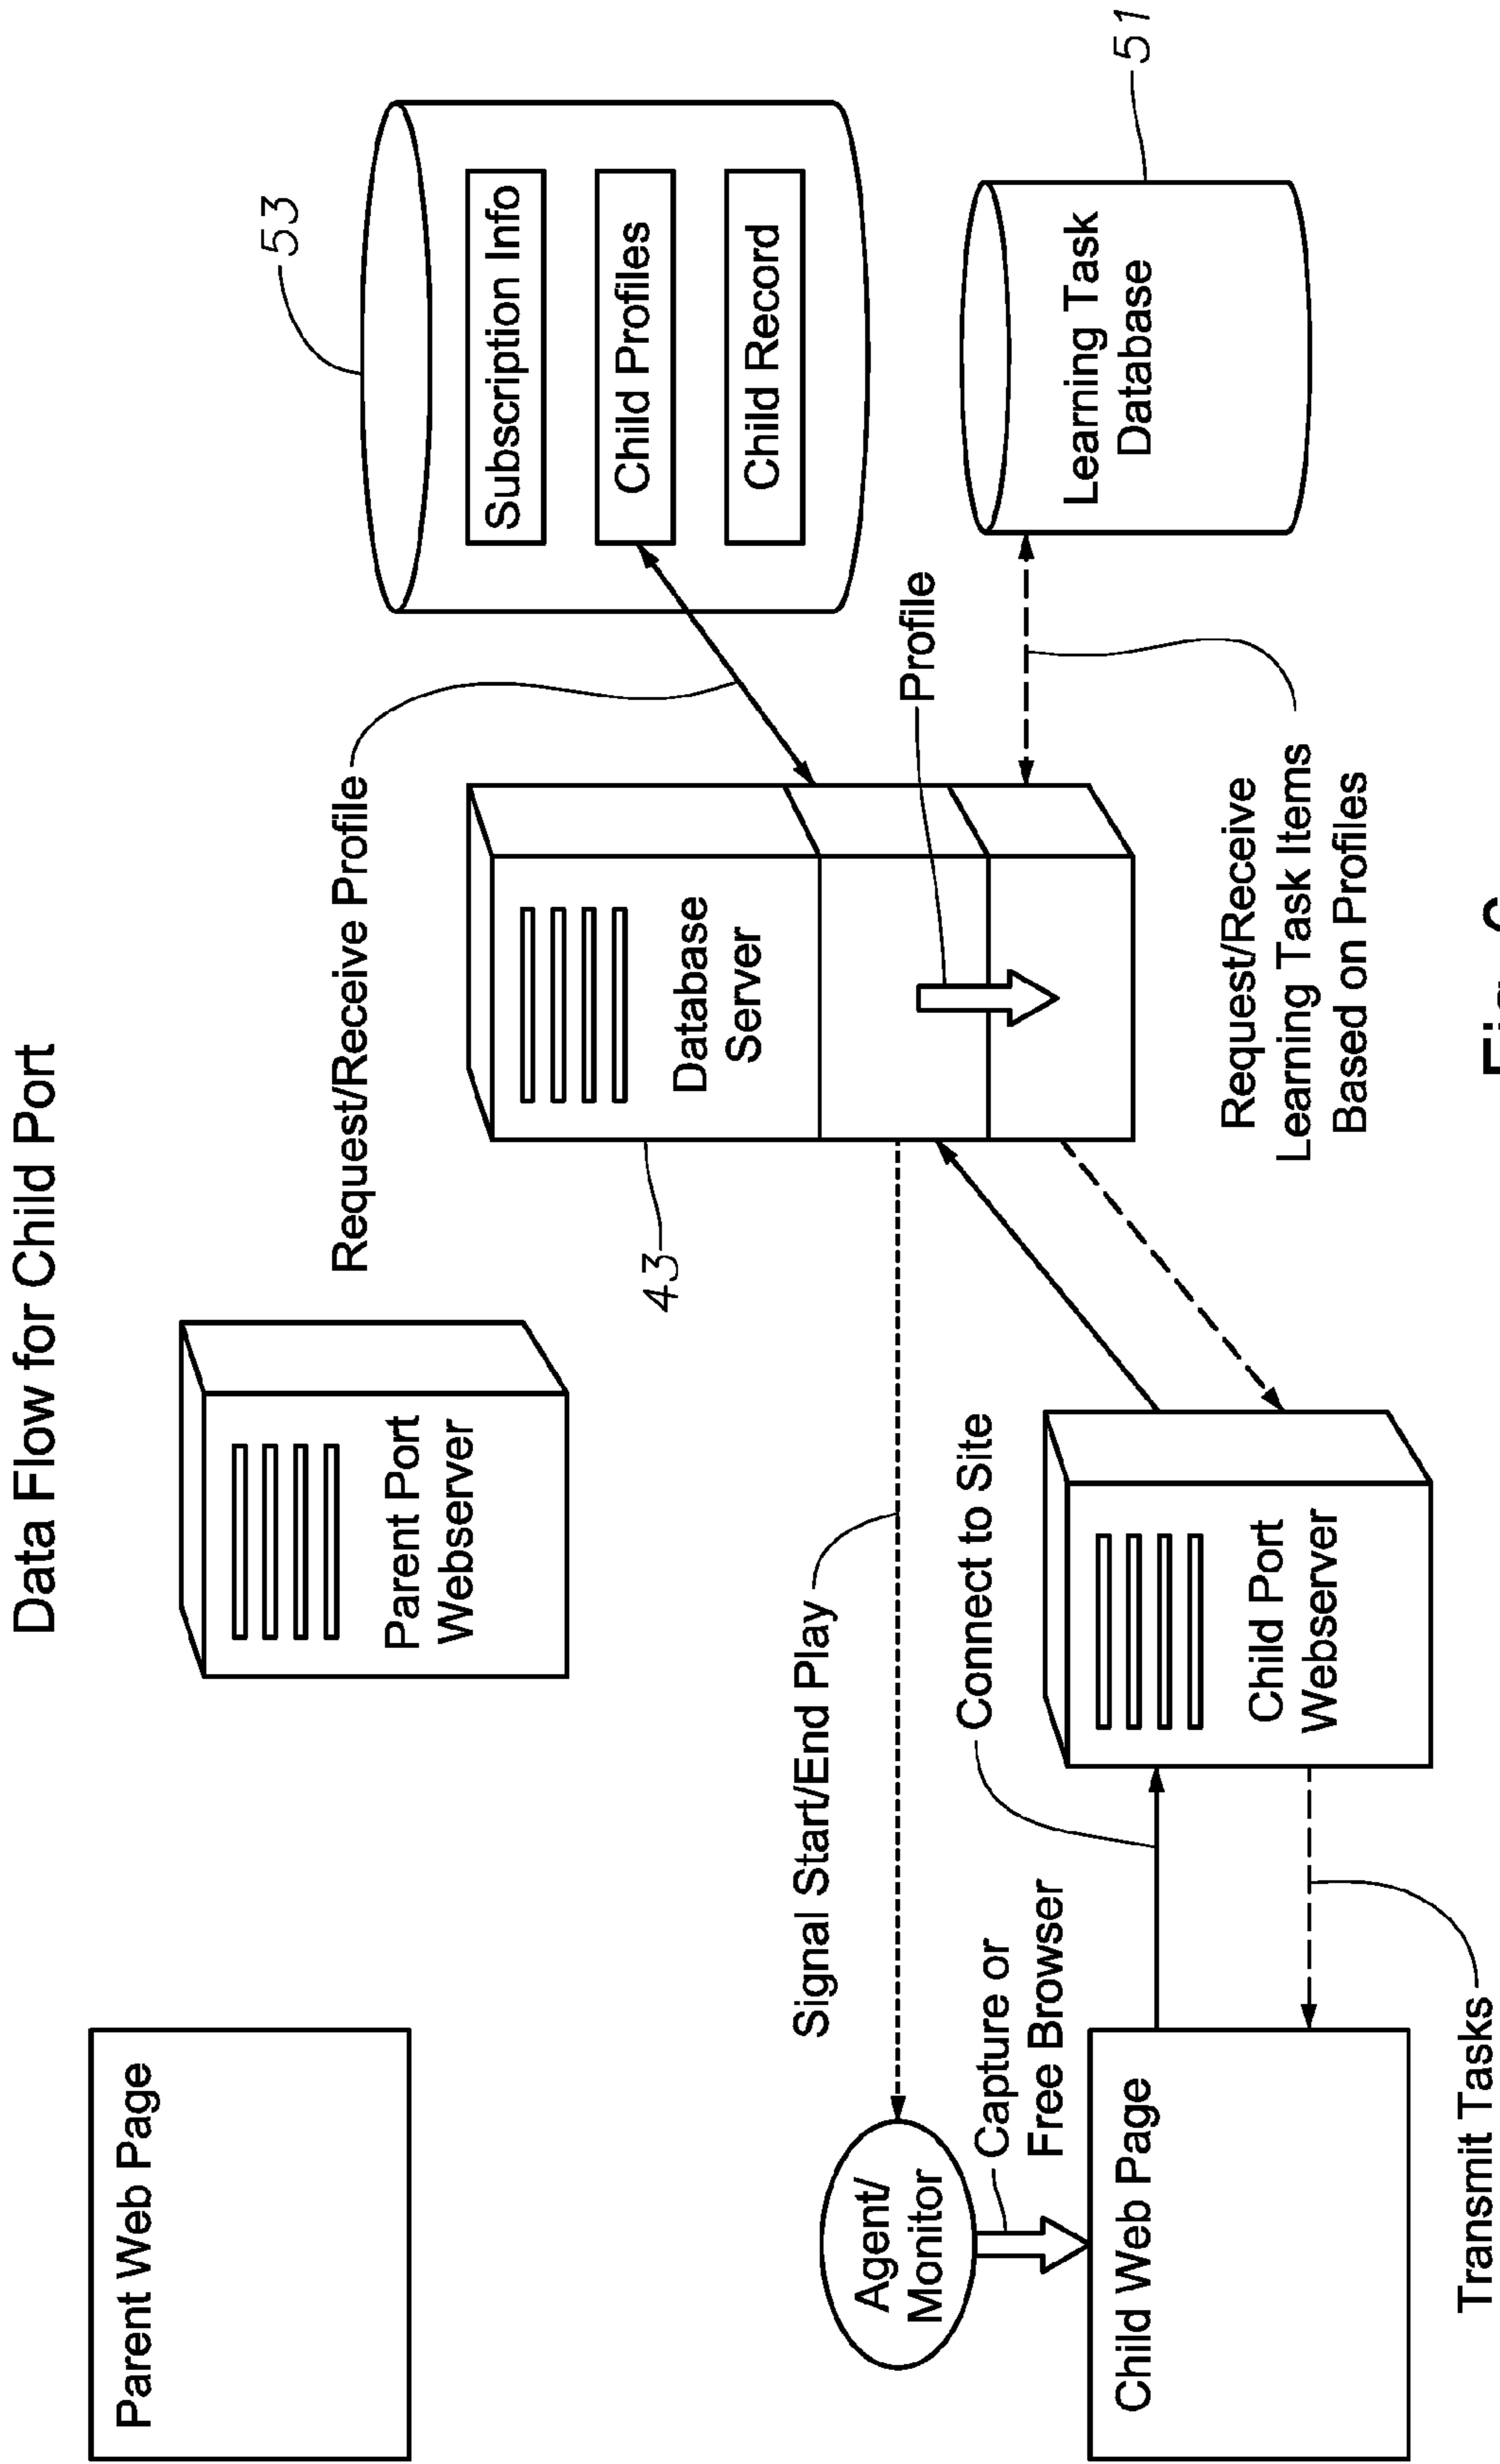 Data Flow for Child Port
Parent Web Page
Parent Port
Webserver
Request/Receive Profile
53
Subscription Info
Child Profiles
Child Record
43
Database
Server
Profile
Signal Start/End Play
Agent/
Monitor
Capture or
Free Browser
Connect to Site
Learning Task
Database
51
Child Web Page
Child Port
Webserver
Request/Receive
Learning Task Items
Based on Profiles
Transmit Tasks